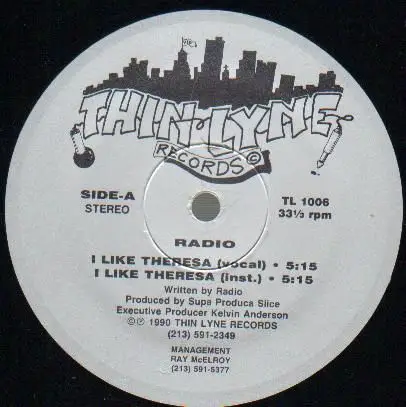 THIN LYNE
RECORDS ©
SIDE-A
STEREO
TL 1006
33⅓ rpm
RADIO
I LIKE THERESA (vocal) • 5:15
I LIKE THERESA (inst.) • 5:15
Written by Radio
Produced by Supa Produca Slice
Executive Producer Kelvin Anderson
©℗ 1990 THIN LYNE RECORDS
(213) 591-2349
MANAGEMENT
RAY McELROY
(213) 591-5377